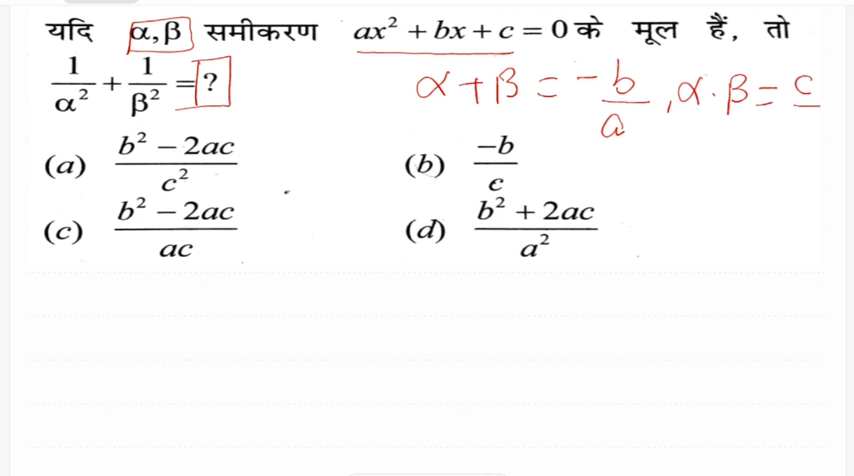 यदि α,β समीकरण ax² + bx + c = 0 के मूल हैं, तो
1/α² + 1/β² = ?
α + β = -b/a, α·β = c
(a) (b² − 2ac)/c² (b) −b/c
(c) (b² − 2ac)/ac (d) (b² + 2ac)/a²